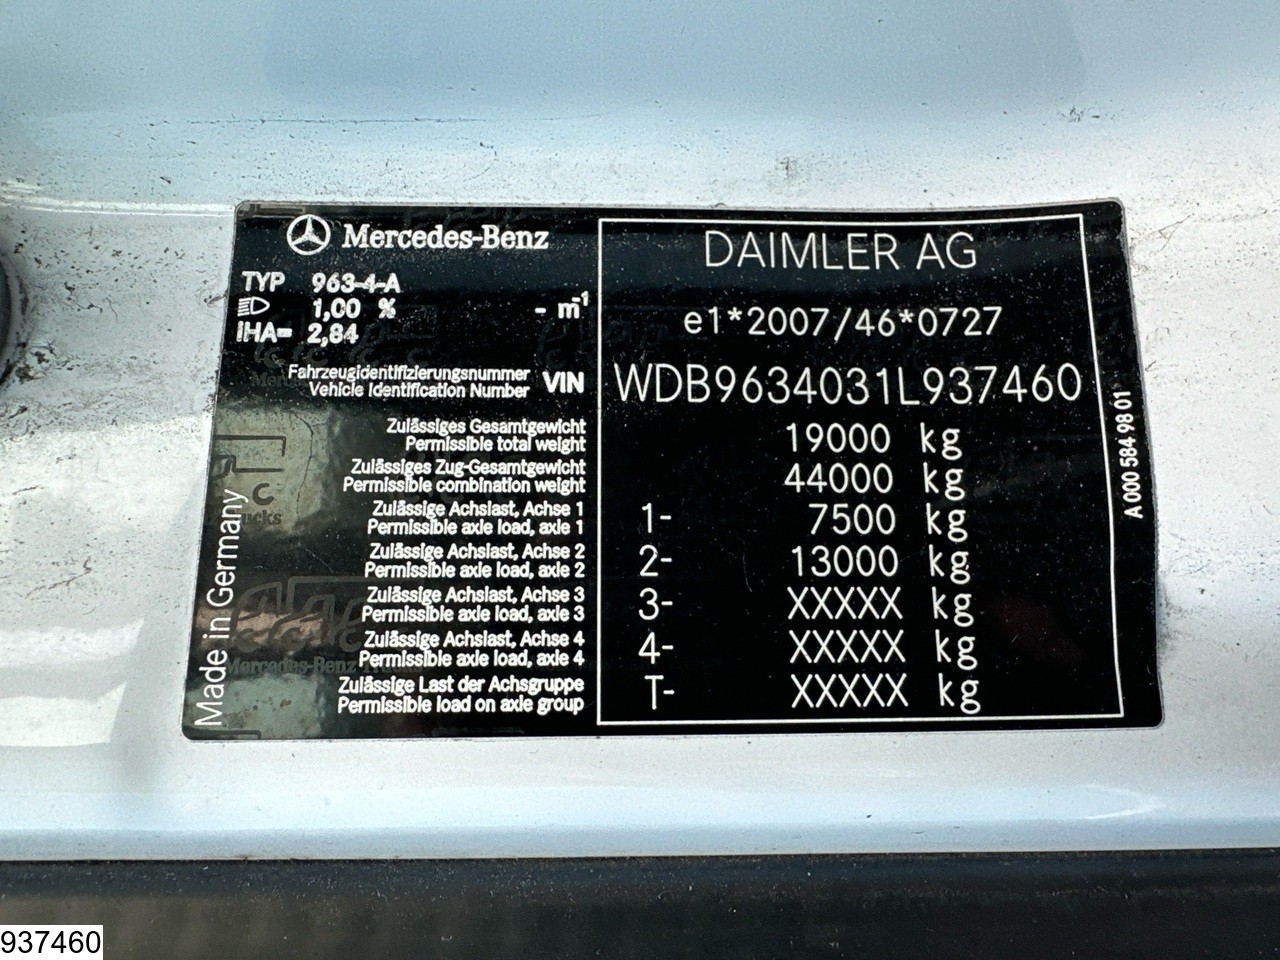 Mercedes-Benz
DAIMLER AG
TYP 963-4-A
1,00 % - m-1
IHA= 2,84
e1*2007/46*0727
Fahrzeugidentifizierungsnummer
Vehicle Identification Number VIN WDB9634031L937460
Zulässiges Gesamtgewicht
Permissible total weight 19000 kg
Zulässiges Zug-Gesamtgewicht
Permissible combination weight 44000 kg
Zulässige Achslast, Achse 1
Permissible axle load, axle 1 1- 7500 kg
Zulässige Achslast, Achse 2
Permissible axle load, axle 2 2- 13000 kg
Zulässige Achslast, Achse 3
Permissible axle load, axle 3 3- XXXXX kg
Zulässige Achslast, Achse 4
Permissible axle load, axle 4 4- XXXXX kg
Zulässige Last der Achsgruppe
Permissible load on axle group T- XXXXX kg
Made in Germany
A 000 584 98 01
937460